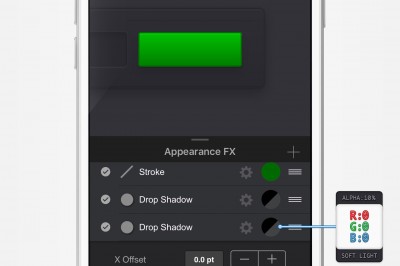 Appearance FX
Stroke
Drop Shadow
Drop Shadow
X Offset 0.0 pt
ALPHA:10%
R:0
G:0
B:0
SOFT LIGHT